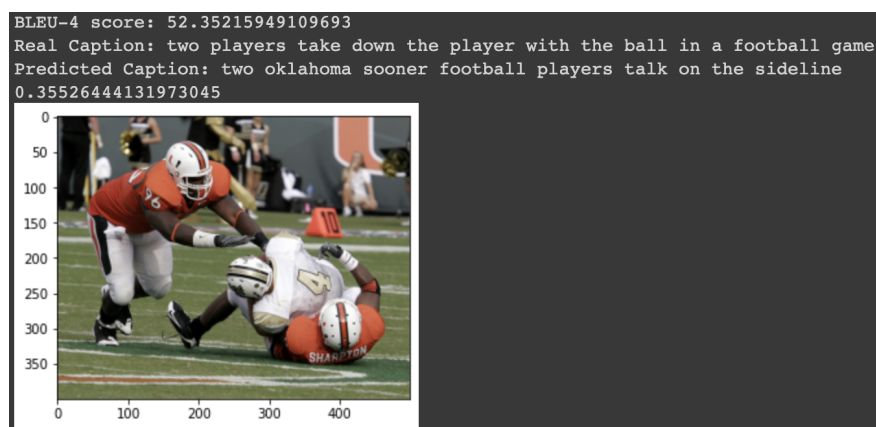 BLEU-4 score: 52.35215949109693
Real Caption: two players take down the player with the ball in a football game
Predicted Caption: two oklahoma sooner football players talk on the sideline
0.35526444131973045
0
50
100
150
200
250
300
350
96
10
4
SHARPTON
0 100 200 300 400